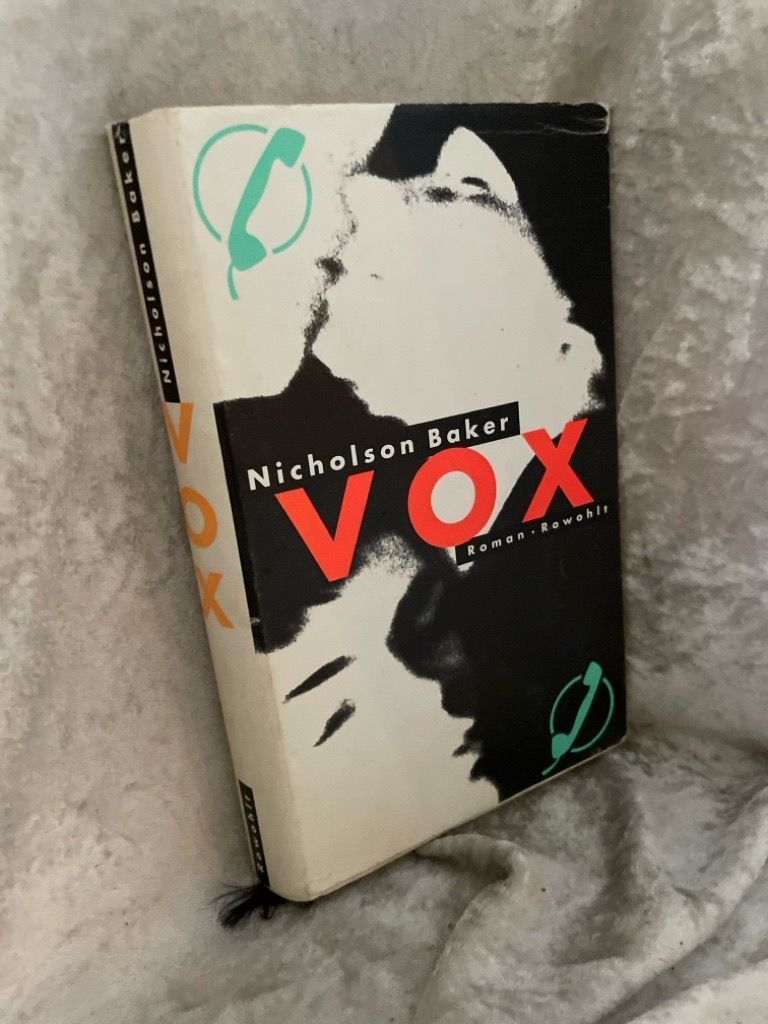 Nicholson Baker
VOX
Rowohlt
Nicholson Baker
VOX
Roman · Rowohlt